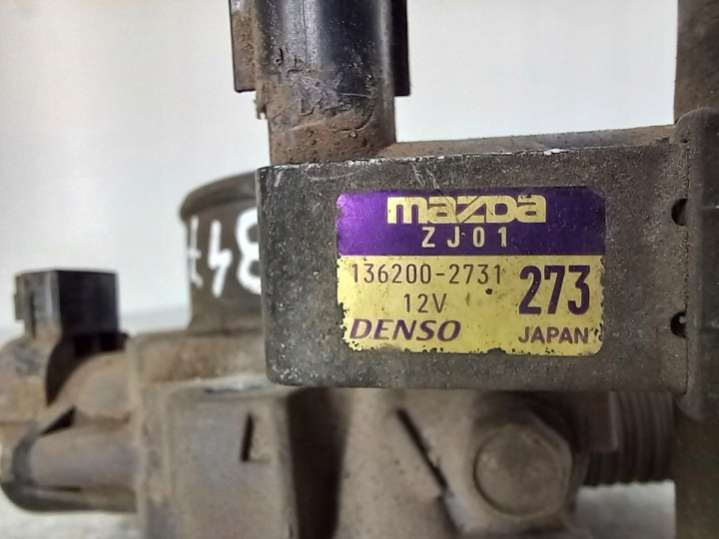 mazda
ZJ01
136200-2731
12V
273
DENSO
JAPAN